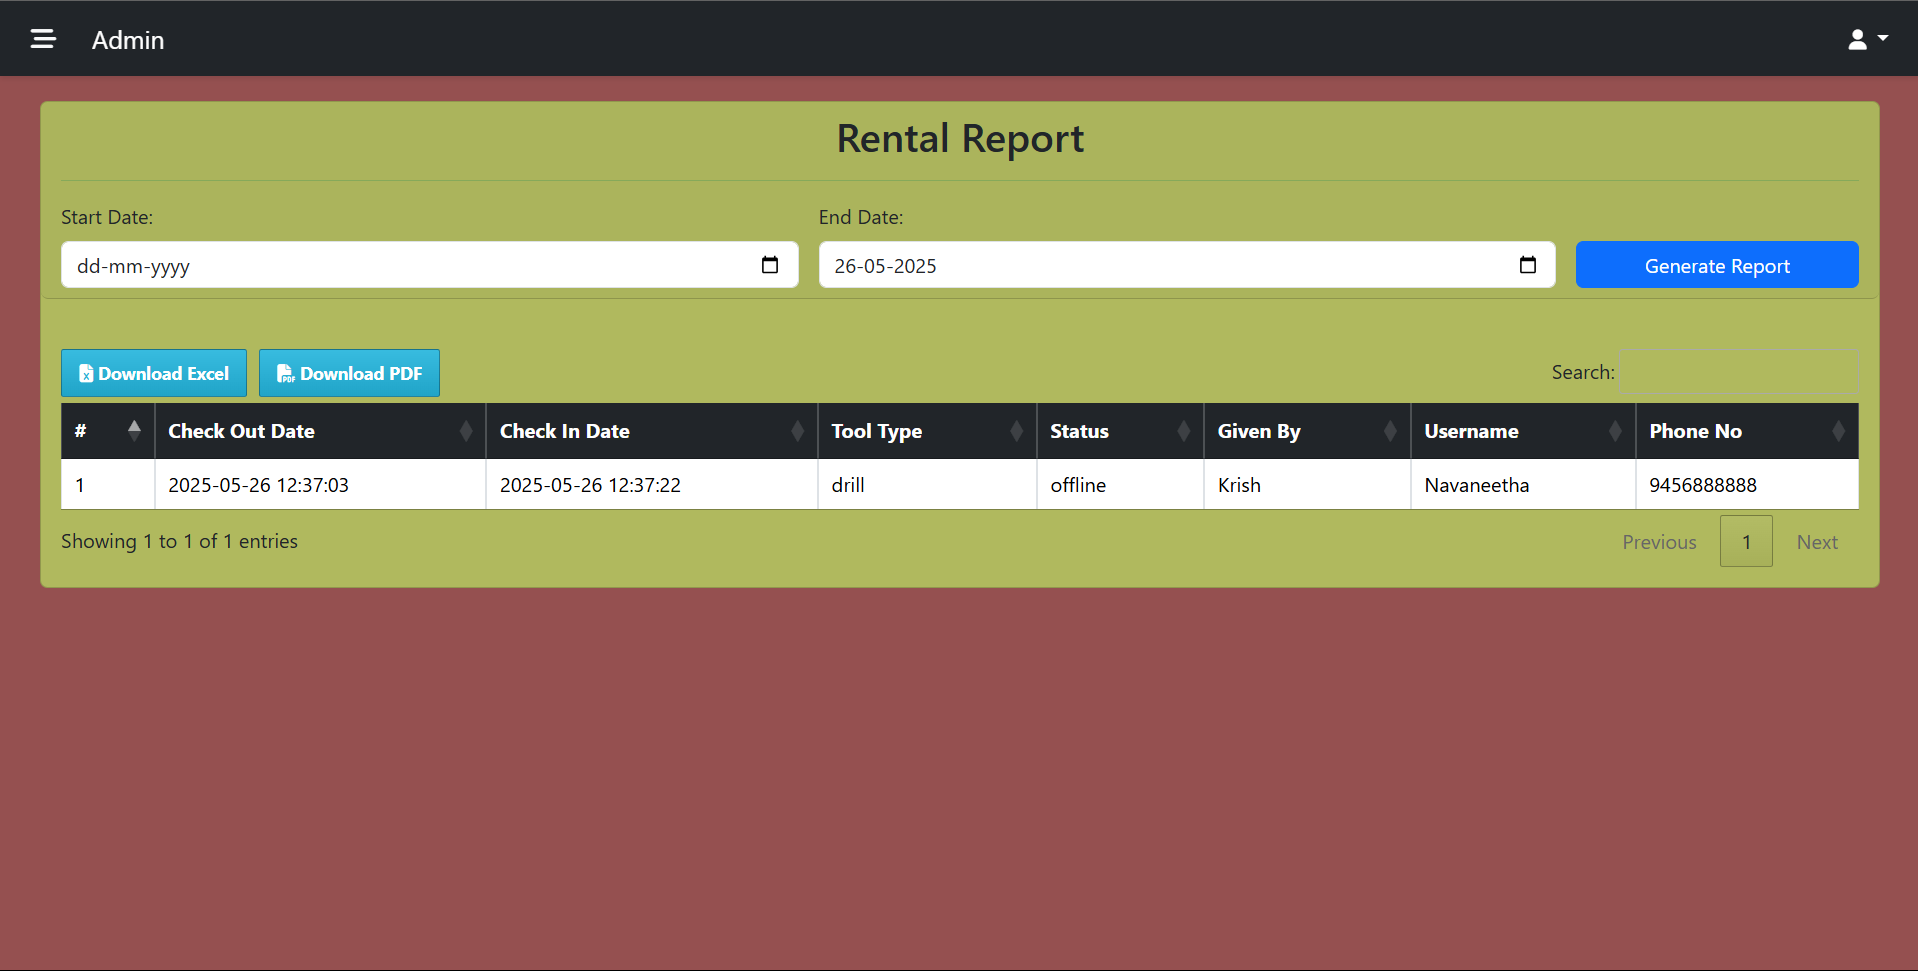 Admin
Rental Report
Start Date: End Date:
dd-mm-yyyy 26-05-2025 Generate Report
Download Excel Download PDF Search:
# Check Out Date Check In Date Tool Type Status Given By Username Phone No
1 2025-05-26 12:37:03 2025-05-26 12:37:22 drill offline Krish Navaneetha 9456888888
Showing 1 to 1 of 1 entries Previous 1 Next